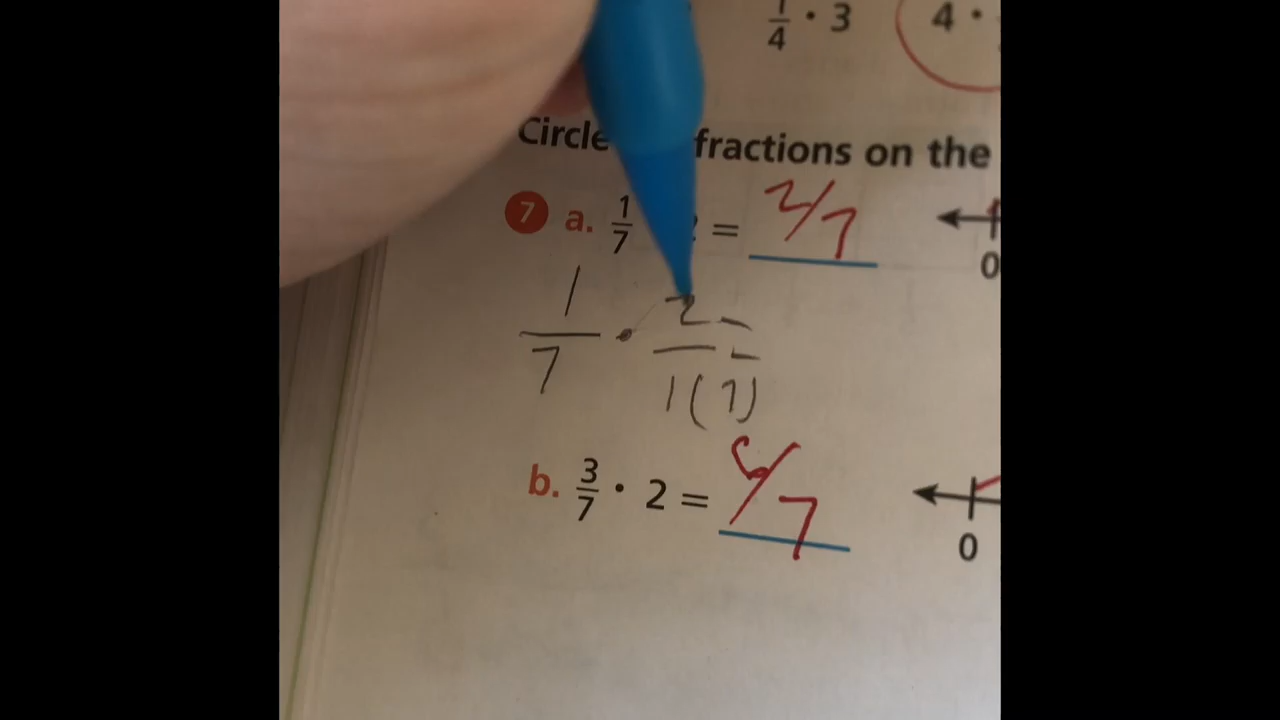 1/4 · 3 4 ·
Circle fractions on the
7 a. 1/7 = 2/7
0
1/7 · 2/1(7) =
b. 3/7 · 2 = 6/7
0